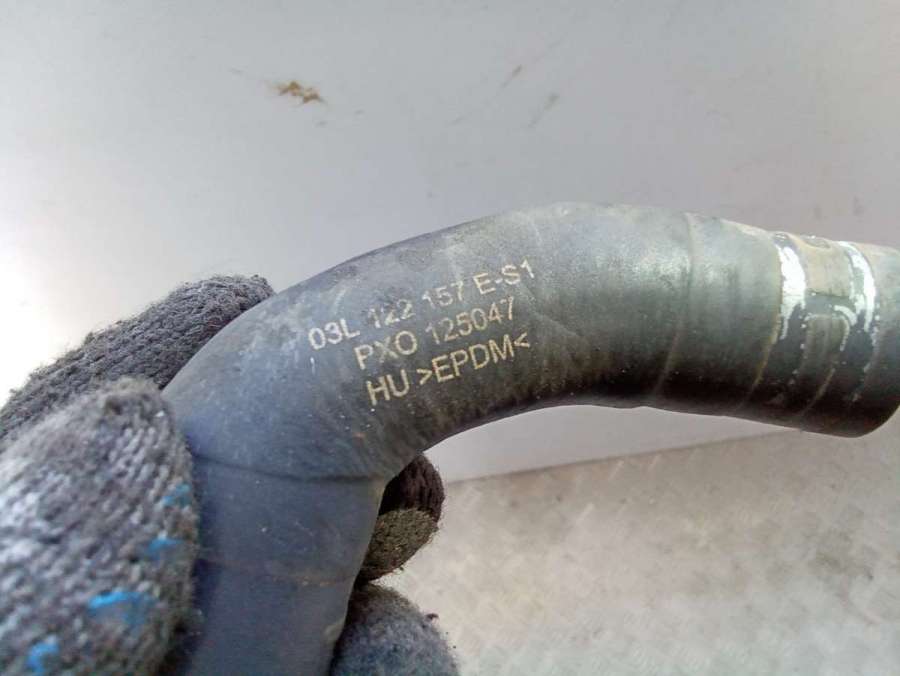 03L 122 157 E-S1
PXO 125047
HU >EPDM<